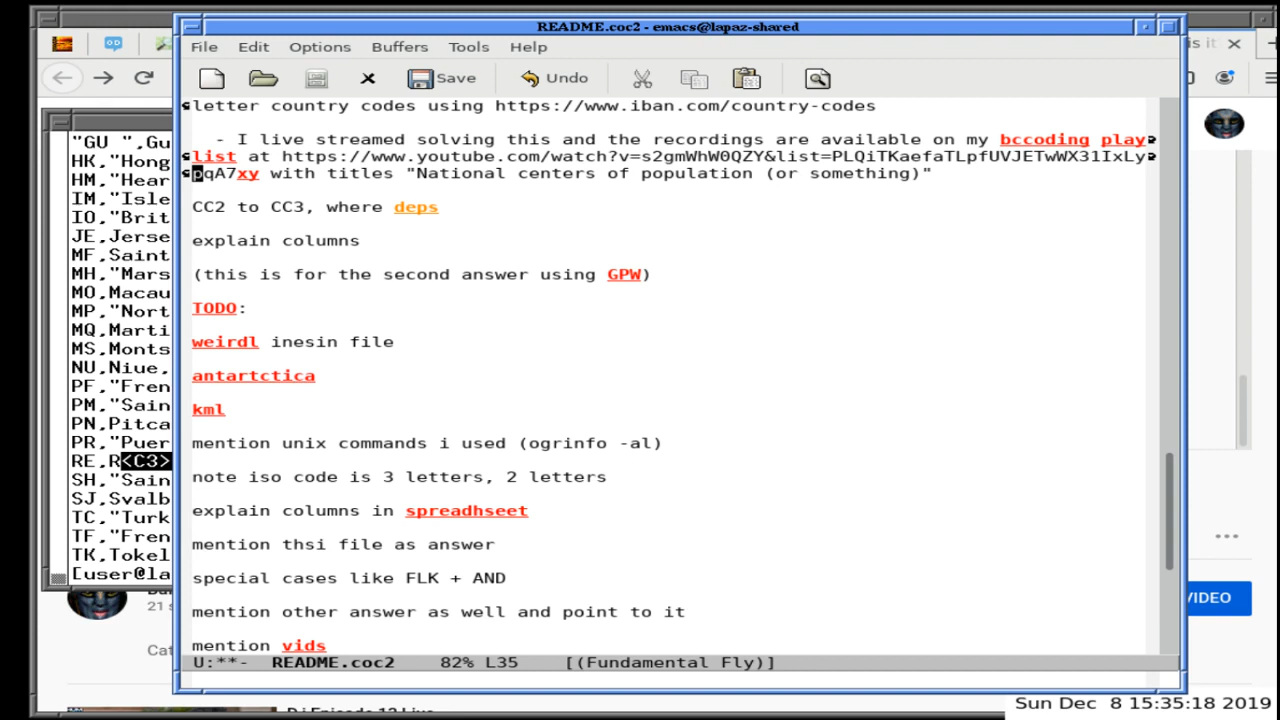 README.coc2 - emacs@lapaz-shared
is it
File Edit Options Buffers Tools Help
Save Undo
letter country codes using https://www.iban.com/country-codes
- I live streamed solving this and the recordings are available on my bccoding play
list at https://www.youtube.com/watch?v=s2gmWhW0QZY&list=PLQiTKaefaTLpfUVJETwWX31IxLy
pqA7xy with titles "National centers of population (or something)"
CC2 to CC3, where deps
explain columns
(this is for the second answer using GPW)
TODO:
weirdl inesin file
antartctica
kml
mention unix commands i used (ogrinfo -al)
note iso code is 3 letters, 2 letters
explain columns in spreadhseet
mention thsi file as answer
special cases like FLK + AND
mention other answer as well and point to it
mention vids
U:**- README.coc2 82% L35 [(Fundamental Fly)]
"GU ",Gu
HK,"Hong
HM,"Hear
IM,"Isle
IO,"Brit
JE,Jerse
MF,Saint
MH,"Mars
MO,Macau
MP,"Nort
MQ,Marti
MS,Monts
NU,Niue,
PF,"Fren
PM,"Sain
PN,Pitca
PR,"Puer
RE,R<C3>
SH,"Sain
SJ,Svalb
TC,"Turk
TF,"Fren
TK,Tokel
[user@la
21 s
Cat
VIDEO
Sun Dec 8 15:35:18 2019